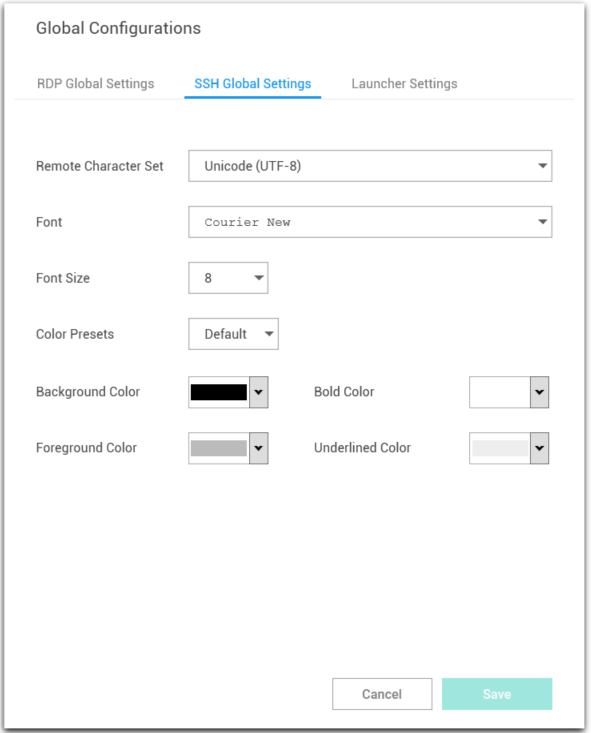 Global Configurations
RDP Global Settings SSH Global Settings Launcher Settings
Remote Character Set Unicode (UTF-8)
Font Courier New
Font Size 8
Color Presets Default
Background Color Bold Color
Foreground Color Underlined Color
Cancel Save